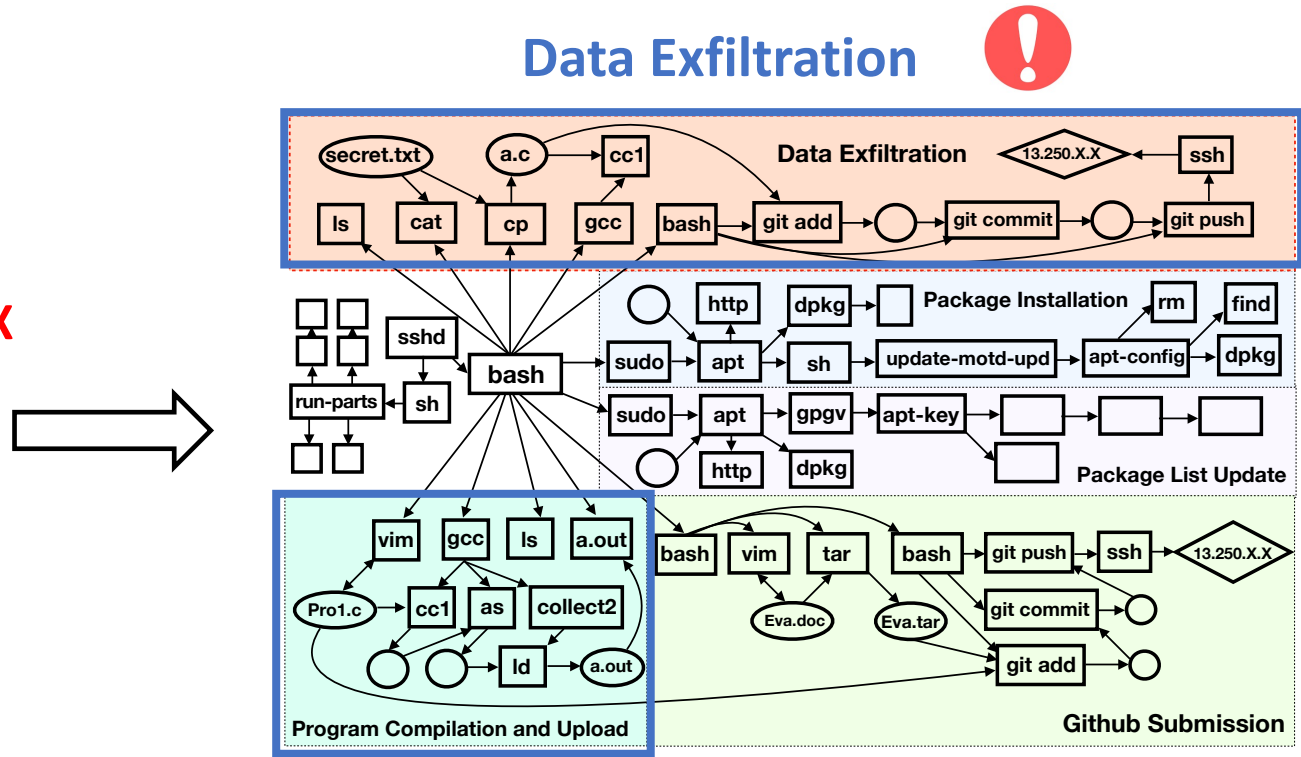 Data Exfiltration
!
secret.txt
a.c
cc1
Data Exfiltration
13.250.X.X
ssh
ls
cat
cp
gcc
bash
git add
git commit
git push
x
sshd
sh
run-parts
bash
http
dpkg
Package Installation
rm
find
sudo
apt
sh
update-motd-upd
apt-config
dpkg
sudo
apt
gpgv
apt-key
http
dpkg
Package List Update
vim
gcc
ls
a.out
Pro1.c
cc1
as
collect2
ld
a.out
Program Compilation and Upload
bash
vim
tar
bash
git push
ssh
13.250.X.X
Eva.doc
Eva.tar
git commit
git add
Github Submission